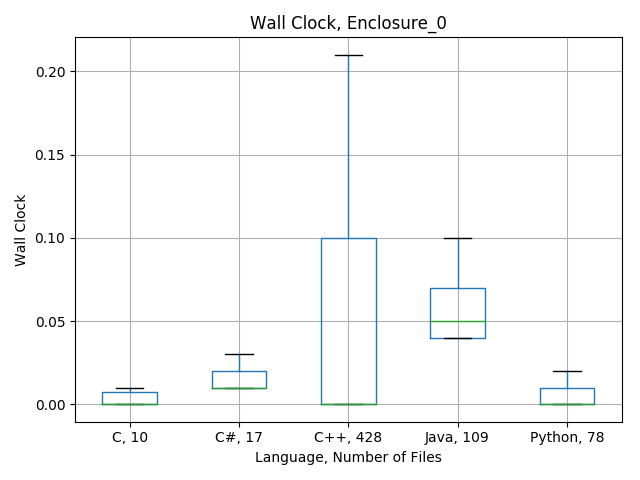 Wall Clock, Enclosure_0
0.20
0.15
0.10
0.05
0.00
Wall Clock
C, 10
C#, 17
C++, 428
Java, 109
Python, 78
Language, Number of Files